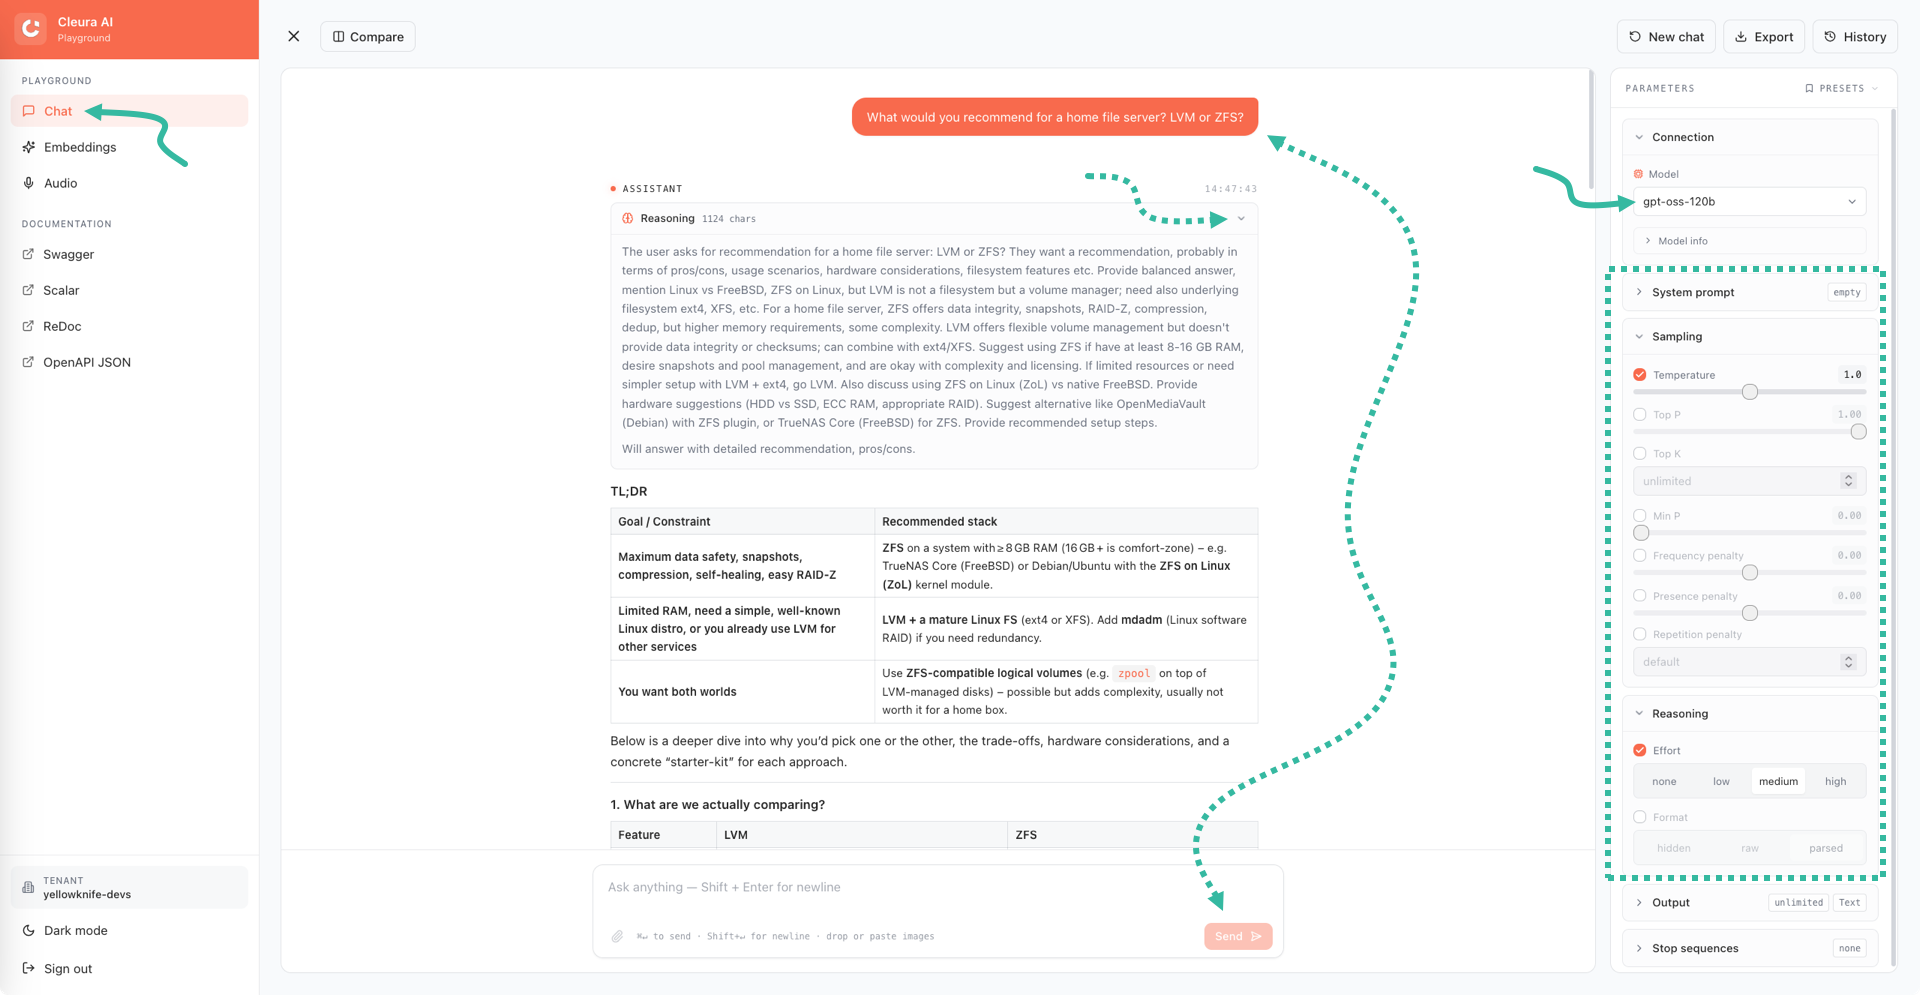 Cleura AI
Playground
PLAYGROUND
Chat
Embeddings
Audio
DOCUMENTATION
Swagger
Scalar
ReDoc
OpenAPI JSON
TENANT
yellowknife-devs
Dark mode
Sign out
Compare
New chat
Export
History
What would you recommend for a home file server? LVM or ZFS?
ASSISTANT
14:47:43
Reasoning 1124 chars
The user asks for recommendation for a home file server: LVM or ZFS? They want a recommendation, probably in
terms of pros/cons, usage scenarios, hardware considerations, filesystem features etc. Provide balanced answer,
mention Linux vs FreeBSD, ZFS on Linux, but LVM is not a filesystem but a volume manager; need also underlying
filesystem ext4, XFS, etc. For a home file server, ZFS offers data integrity, snapshots, RAID-Z, compression,
dedup, but higher memory requirements, some complexity. LVM offers flexible volume management but doesn't
provide data integrity or checksums; can combine with ext4/XFS. Suggest using ZFS if have at least 8-16 GB RAM,
desire snapshots and pool management, and are okay with complexity and licensing. If limited resources or need
simpler setup with LVM + ext4, go LVM. Also discuss using ZFS on Linux (ZoL) vs native FreeBSD. Provide
hardware suggestions (HDD vs SSD, ECC RAM, appropriate RAID). Suggest alternative like OpenMediaVault
(Debian) with ZFS plugin, or TrueNAS Core (FreeBSD) for ZFS. Provide recommended setup steps.
Will answer with detailed recommendation, pros/cons.
TL;DR
Goal / Constraint
Recommended stack
Maximum data safety, snapshots,
compression, self-healing, easy RAID-Z
ZFS on a system with ≥ 8 GB RAM (16 GB + is comfort-zone) – e.g.
TrueNAS Core (FreeBSD) or Debian/Ubuntu with the ZFS on Linux
(ZoL) kernel module.
Limited RAM, need a simple, well-known
Linux distro, or you already use LVM for
other services
LVM + a mature Linux FS (ext4 or XFS). Add mdadm (Linux software
RAID) if you need redundancy.
You want both worlds
Use ZFS-compatible logical volumes (e.g. zpool on top of
LVM-managed disks) – possible but adds complexity, usually not
worth it for a home box.
Below is a deeper dive into why you’d pick one or the other, the trade-offs, hardware considerations, and a
concrete “starter-kit” for each approach.
1. What are we actually comparing?
Feature
LVM
ZFS
Ask anything — Shift + Enter for newline
⌘↵ to send · Shift+↵ for newline · drop or paste images
Send
PARAMETERS
PRESETS
Connection
Model
gpt-oss-120b
Model info
System prompt
empty
Sampling
Temperature
1.0
Top P
1.00
Top K
unlimited
Min P
0.00
Frequency penalty
0.00
Presence penalty
0.00
Repetition penalty
default
Reasoning
Effort
none low medium high
Format
hidden raw parsed
Output
unlimited Text
Stop sequences
none